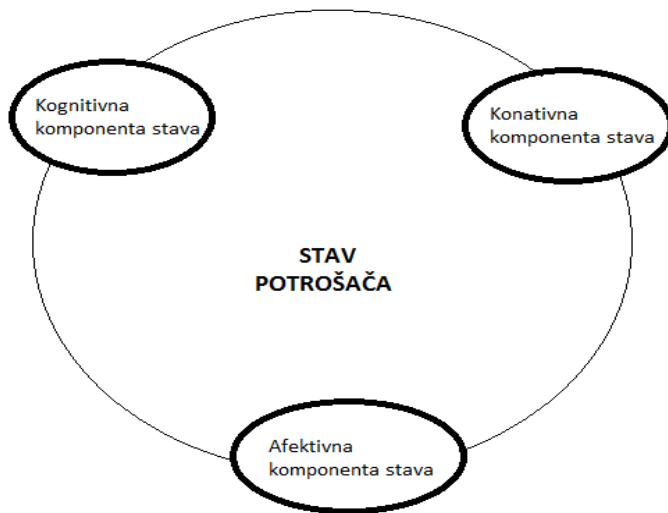 Kognitivna
komponenta stava
Konativna
komponenta stava
STAV
POTROŠAČA
Afektivna
komponenta stava